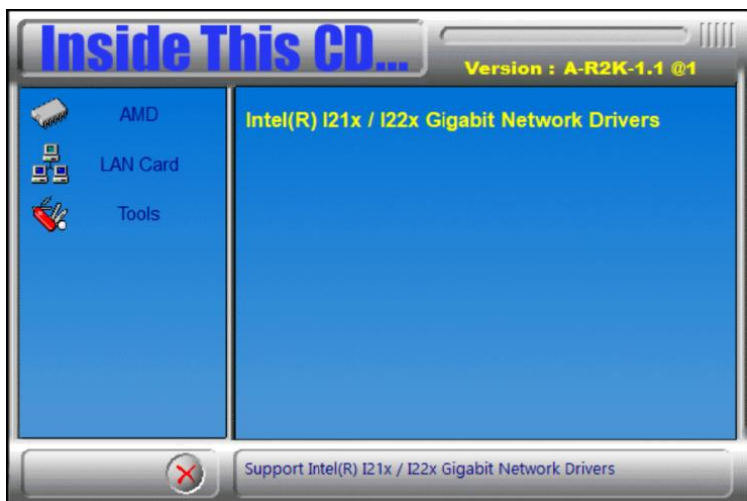 Inside This CD...
Version : A-R2K-1.1 @1
AMD
LAN Card
Tools
Intel(R) I21x / I22x Gigabit Network Drivers
Support Intel(R) I21x / I22x Gigabit Network Drivers